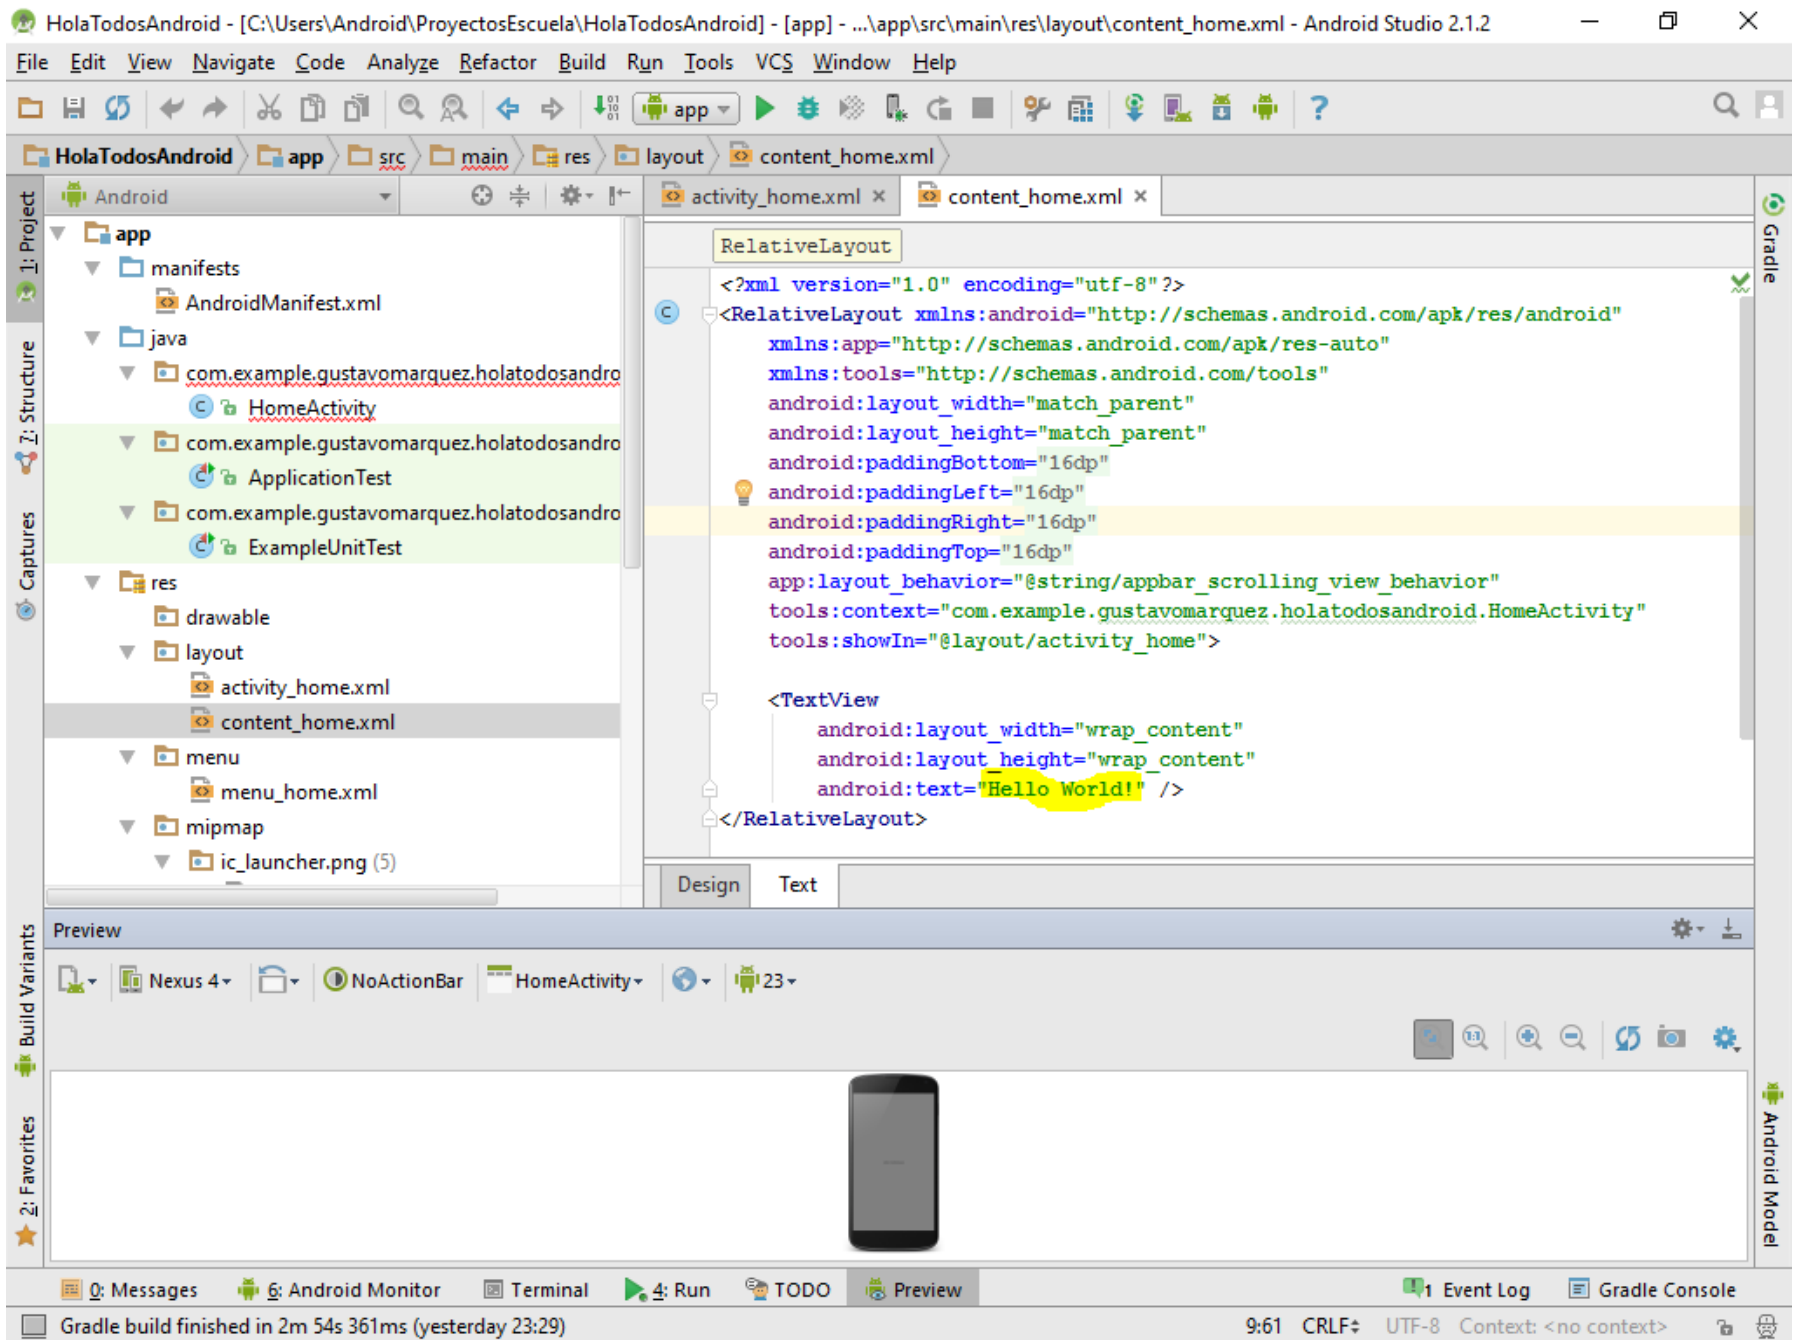 HolaTodosAndroid - [C:\Users\Android\ProyectosEscuela\HolaTodosAndroid] - [app] - ...\app\src\main\res\layout\content_home.xml - Android Studio 2.1.2
File Edit View Navigate Code Analyze Refactor Build Run Tools VCS Window Help
app
HolaTodosAndroid app src main res layout content_home.xml
Android
activity_home.xml content_home.xml
1: Project
7: Structure
Captures
Build Variants
2: Favorites
app
manifests
AndroidManifest.xml
java
com.example.gustavomarquez.holatodosandro
HomeActivity
com.example.gustavomarquez.holatodosandro
ApplicationTest
com.example.gustavomarquez.holatodosandro
ExampleUnitTest
res
drawable
layout
activity_home.xml
content_home.xml
menu
menu_home.xml
mipmap
ic_launcher.png (5)
RelativeLayout
<?xml version="1.0" encoding="utf-8"?>
<RelativeLayout xmlns:android="http://schemas.android.com/apk/res/android"
xmlns:app="http://schemas.android.com/apk/res-auto"
xmlns:tools="http://schemas.android.com/tools"
android:layout_width="match_parent"
android:layout_height="match_parent"
android:paddingBottom="16dp"
android:paddingLeft="16dp"
android:paddingRight="16dp"
android:paddingTop="16dp"
app:layout_behavior="@string/appbar_scrolling_view_behavior"
tools:context="com.example.gustavomarquez.holatodosandroid.HomeActivity"
tools:showIn="@layout/activity_home">
<TextView
android:layout_width="wrap_content"
android:layout_height="wrap_content"
android:text="Hello World!" />
</RelativeLayout>
Design Text
Gradle
Android Model
Preview
Nexus 4 NoActionBar HomeActivity 23
1:1
0: Messages 6: Android Monitor Terminal 4: Run TODO Preview 1 Event Log Gradle Console
Gradle build finished in 2m 54s 361ms (yesterday 23:29) 9:61 CRLF UTF-8 Context: <no context>